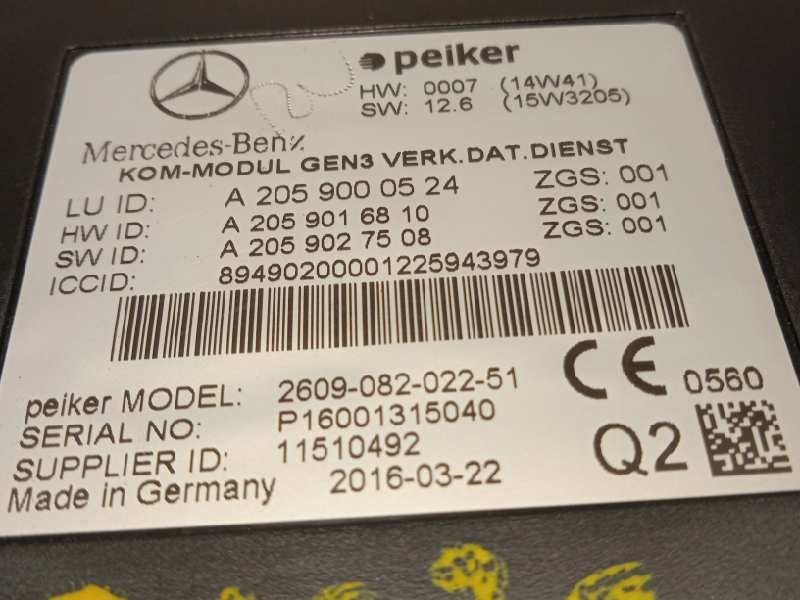 peiker
HW: 0007 (14W41)
SW: 12.6 (15W3205)
Mercedes-Benz
KOM-MODUL GEN3 VERK.DAT.DIENST
LU ID: A 205 900 05 24 ZGS: 001
HW ID: A 205 901 68 10 ZGS: 001
SW ID: A 205 902 75 08 ZGS: 001
ICCID: 89490200001225943979
peiker MODEL: 2609-082-022-51
SERIAL NO: P16001315040
SUPPLIER ID: 11510492
Made in Germany 2016-03-22
CE 0560
Q2